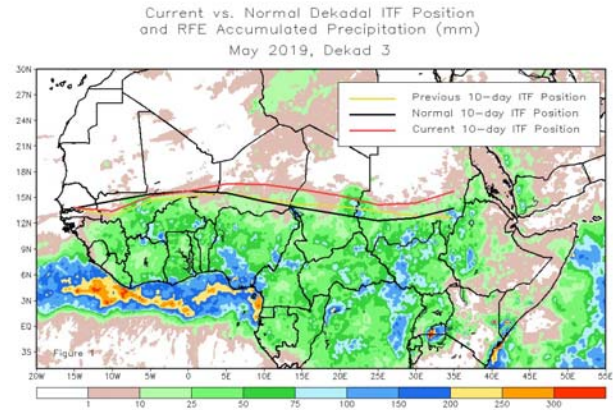 Current vs. Normal Dekadal ITF Position
and RFE Accumulated Precipitation (mm)
May 2019, Dekad 3
30N
27N
24N
21N
18N
15N
12N
9N
6N
3N
EQ
3S
Previous 10-day ITF Position
Normal 10-day ITF Position
Current 10-day ITF Position
Figure 1
20W 15W 10W 5W 0 5E 10E 15E 20E 25E 30E 35E 40E 45E 50E 55E
1 10 25 50 75 100 150 200 250 300